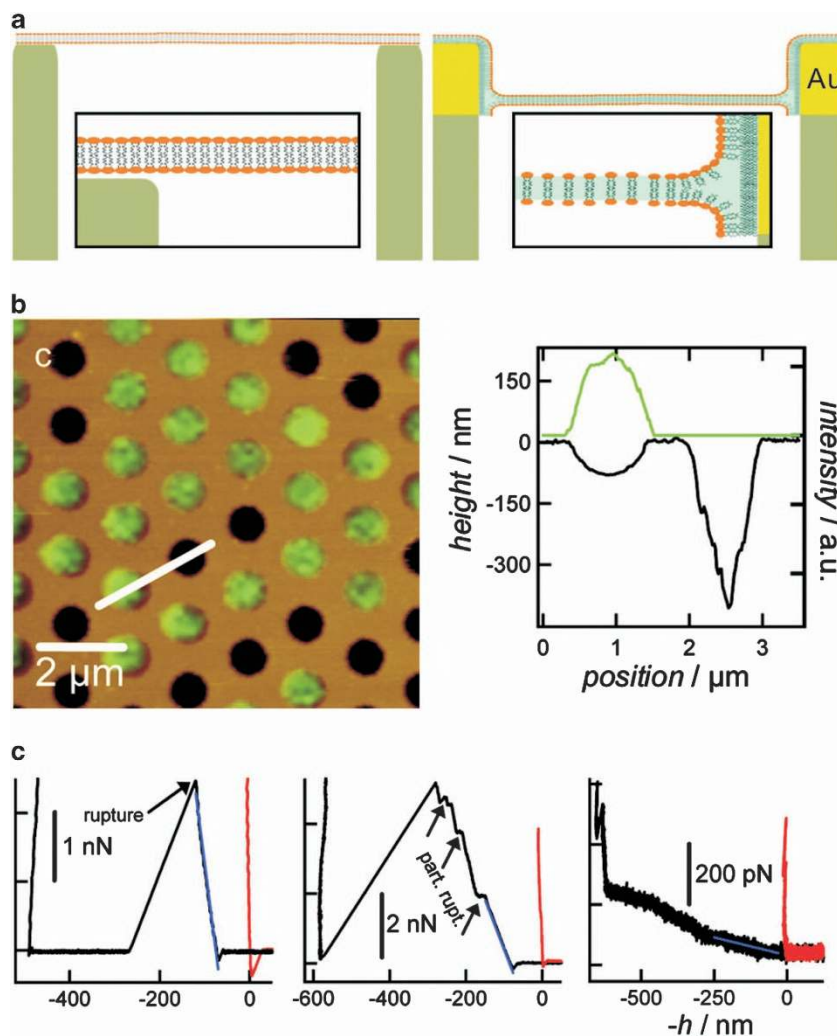 a
Au
b
c
2 μm
height / nm
150
0
-150
-300
intensity / a.u.
0 1 2 3
position / μm
c
rupture
1 nN
-400 -200 0
part. rupt.
2 nN
-600 -400 -200 0
200 pN
-500 -250 0
-h / nm